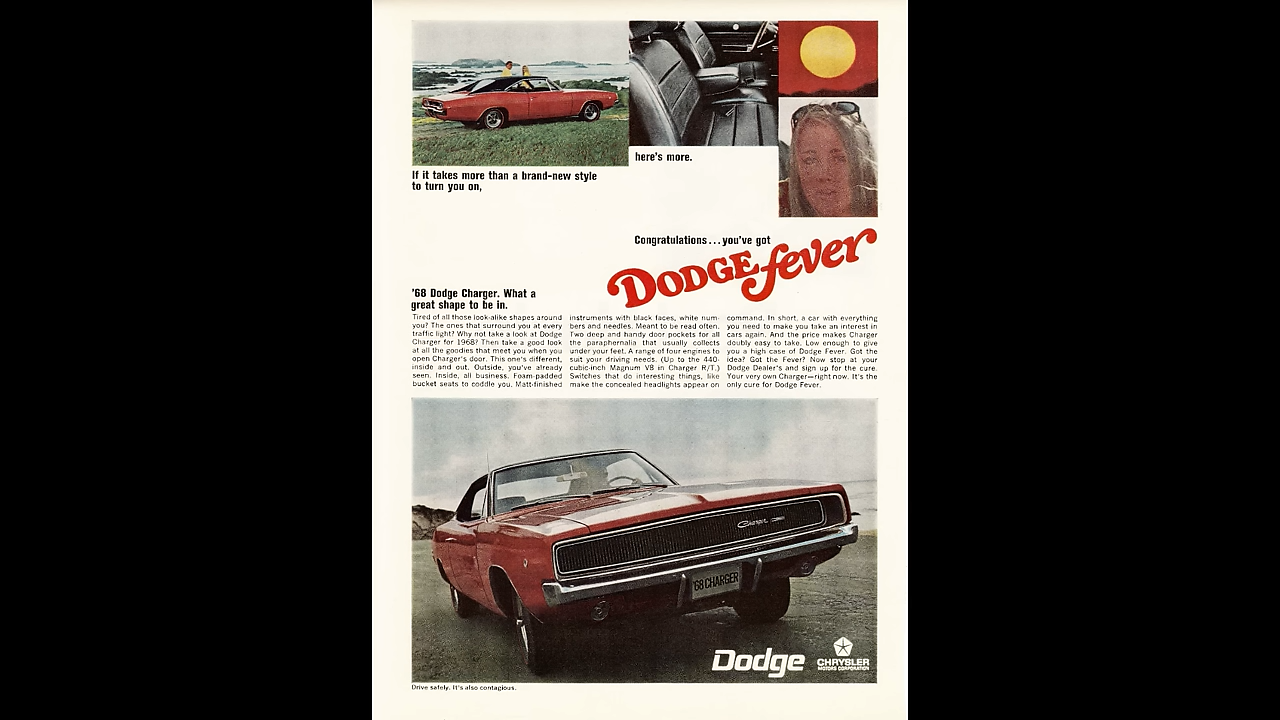 If it takes more than a brand-new style
to turn you on,
here's more.
Congratulations...you've got
DODGE fever
'68 Dodge Charger. What a
great shape to be in.
Tired of all those look-alike shapes around
you? The ones that surround you at every
traffic light? Why not take a look at Dodge
Charger for 1968? Then take a good look
at all the goodies that meet you when you
open Charger's door. This one's different,
inside and out. Outside, you've already
seen. Inside, all business. Foam-padded
bucket seats to coddle you. Matt-finished
instruments with black faces, white num-
bers and needles. Meant to be read often.
Two deep and handy door pockets for all
the paraphernalia that usually collects
under your feet. A range of four engines to
suit your driving needs. (Up to the 440-
cubic-inch Magnum V8 in Charger R/T.)
Switches that do interesting things, like
make the concealed headlights appear on
command. In short, a car with everything
you need to make you take an interest in
cars again. And the price makes Charger
doubly easy to take. Low enough to give
you a high case of Dodge Fever. Got the
idea? Got the Fever? Now stop at your
Dodge Dealer's and sign up for the cure.
Your very own Charger—right now. It's the
only cure for Dodge Fever.
Charger
'68 CHARGER
Dodge
CHRYSLER
MOTORS CORPORATION
Drive safely. It's also contagious.